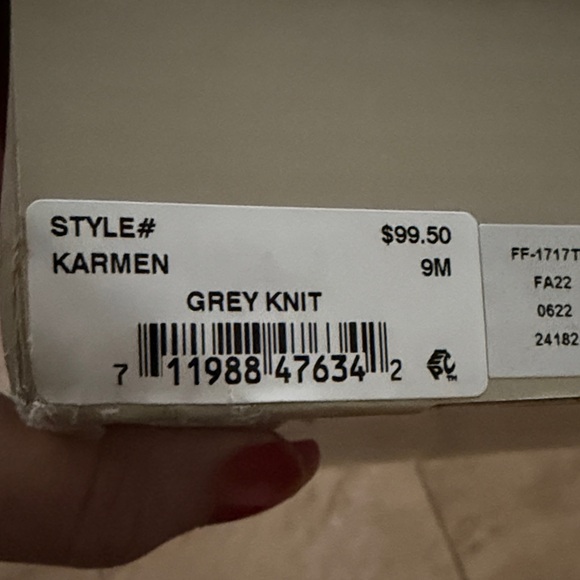 STYLE# $99.50
KARMEN 9M
GREY KNIT
7 11988 47634 2
FF-1717T
FA22
0622
24182